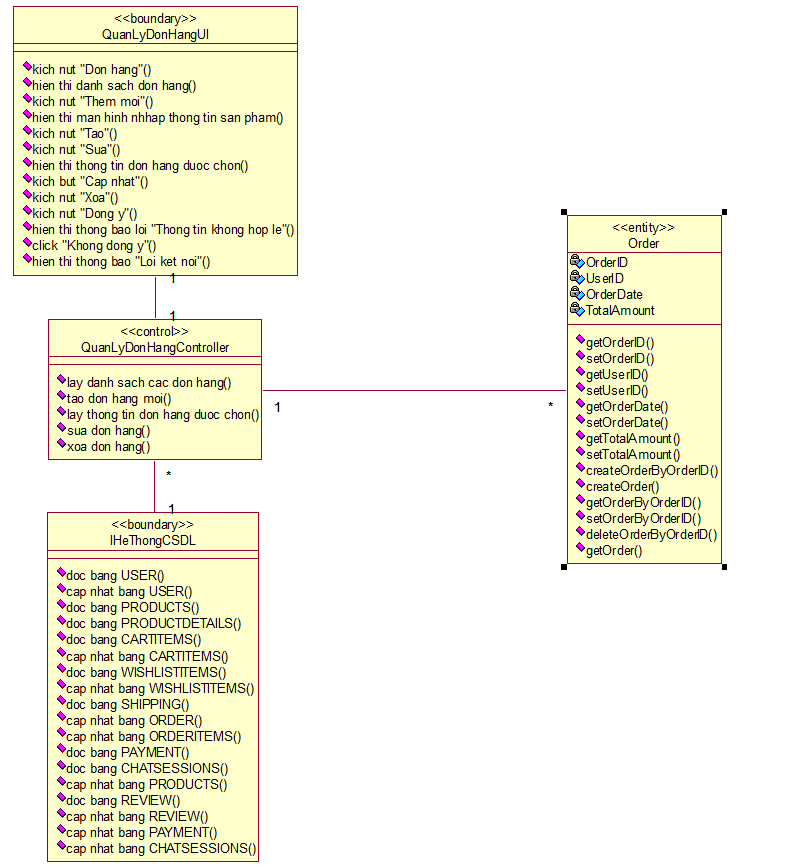 <<boundary>>
QuanLyDonHangUI
kich nut "Don hang"()
hien thi danh sach don hang()
kich nut "Them moi"()
hien thi man hinh nhhap thong tin san pham()
kich nut "Tao"()
kich nut "Sua"()
hien thi thong tin don hang duoc chon()
kich but "Cap nhat"()
kich nut "Xoa"()
kich nut "Dong y"()
hien thi thong bao loi "Thong tin khong hop le"()
click "Khong dong y"()
hien thi thong bao "Loi ket noi"()
1
1
<<control>>
QuanLyDonHangController
lay danh sach cac don hang()
tao don hang moi()
lay thong tin don hang duoc chon()
sua don hang()
xoa don hang()
1
*
<<entity>>
Order
OrderID
UserID
OrderDate
TotalAmount
getOrderID()
setOrderID()
getUserID()
setUserID()
getOrderDate()
setOrderDate()
getTotalAmount()
setTotalAmount()
createOrderByOrderID()
createOrder()
getOrderByOrderID()
setOrderByOrderID()
deleteOrderByOrderID()
getOrder()
*
1
<<boundary>>
IHeThongCSDL
doc bang USER()
cap nhat bang USER()
doc bang PRODUCTS()
doc bang PRODUCTDETAILS()
doc bang CARTITEMS()
cap nhat bang CARTITEMS()
doc bang WISHLISTITEMS()
cap nhat bang WISHLISTITEMS()
doc bang SHIPPING()
cap nhat bang ORDER()
cap nhat bang ORDERITEMS()
doc bang PAYMENT()
doc bang CHATSESSIONS()
cap nhat bang PRODUCTS()
doc bang REVIEW()
cap nhat bang REVIEW()
cap nhat bang PAYMENT()
cap nhat bang CHATSESSIONS()